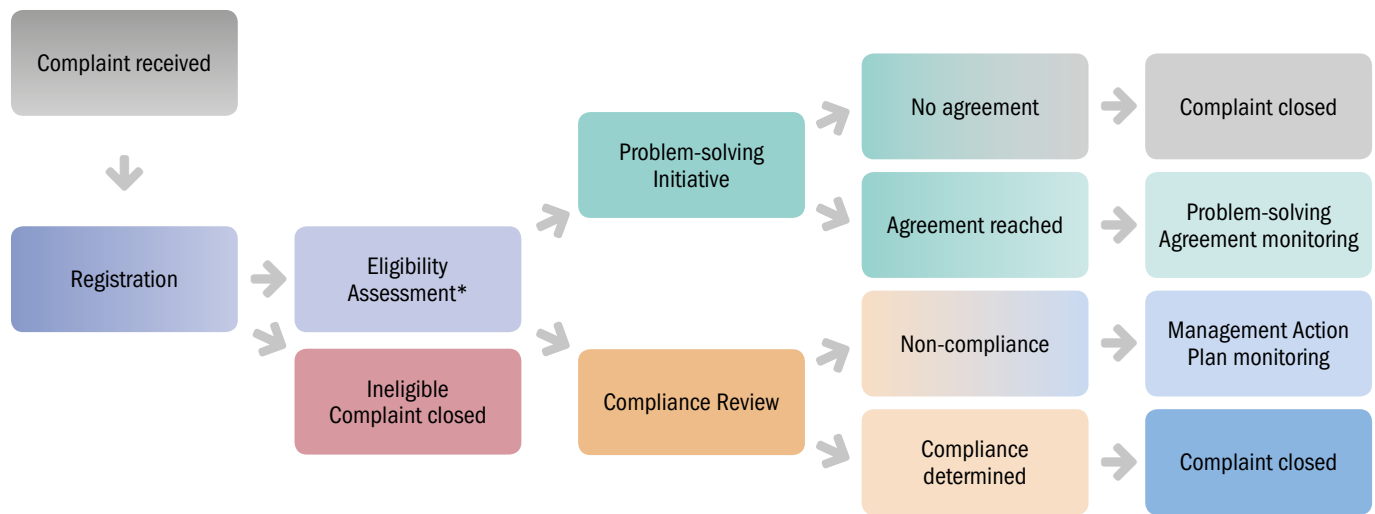 Complaint received
Registration
Eligibility
Assessment*
Ineligible
Complaint closed
Problem-solving
Initiative
Compliance Review
No agreement
Agreement reached
Non-compliance
Compliance
determined
Complaint closed
Problem-solving
Agreement monitoring
Management Action
Plan monitoring
Complaint closed